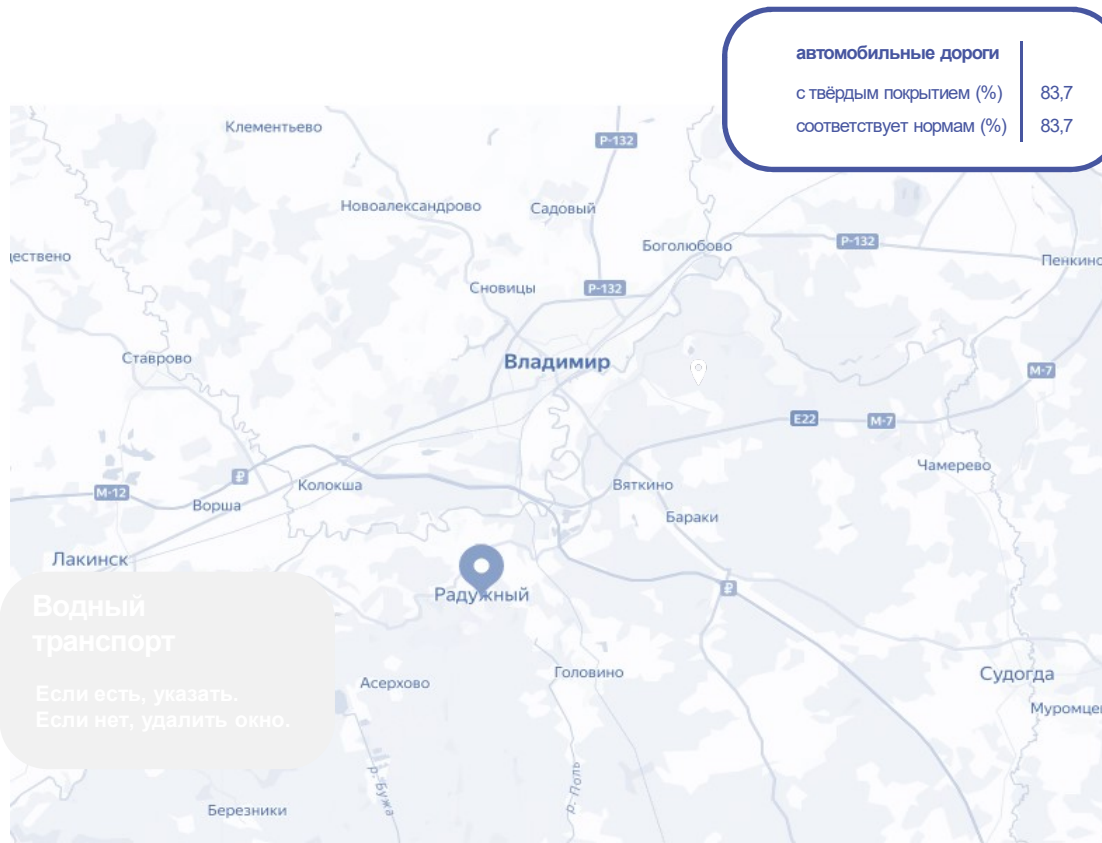 автомобильные дороги
с твёрдым покрытием (%) 83,7
соответствует нормам (%) 83,7
Клементьево
Р-132
Новоалександрово
Садовый
Боголюбово
Р-132
ествено
Пенкино
Сновицы
Р-132
Ставрово
Владимир
М-7
Е22
М-7
Чамерево
Колокша
Вяткино
М-12
Ворша
Бараки
Лакинск
Радужный
Водный
транспорт
Если есть, указать.
Если нет, удалить окно.
Асерхово
Головино
Судогда
Муромце
р. Бужа
р. Поль
Березники